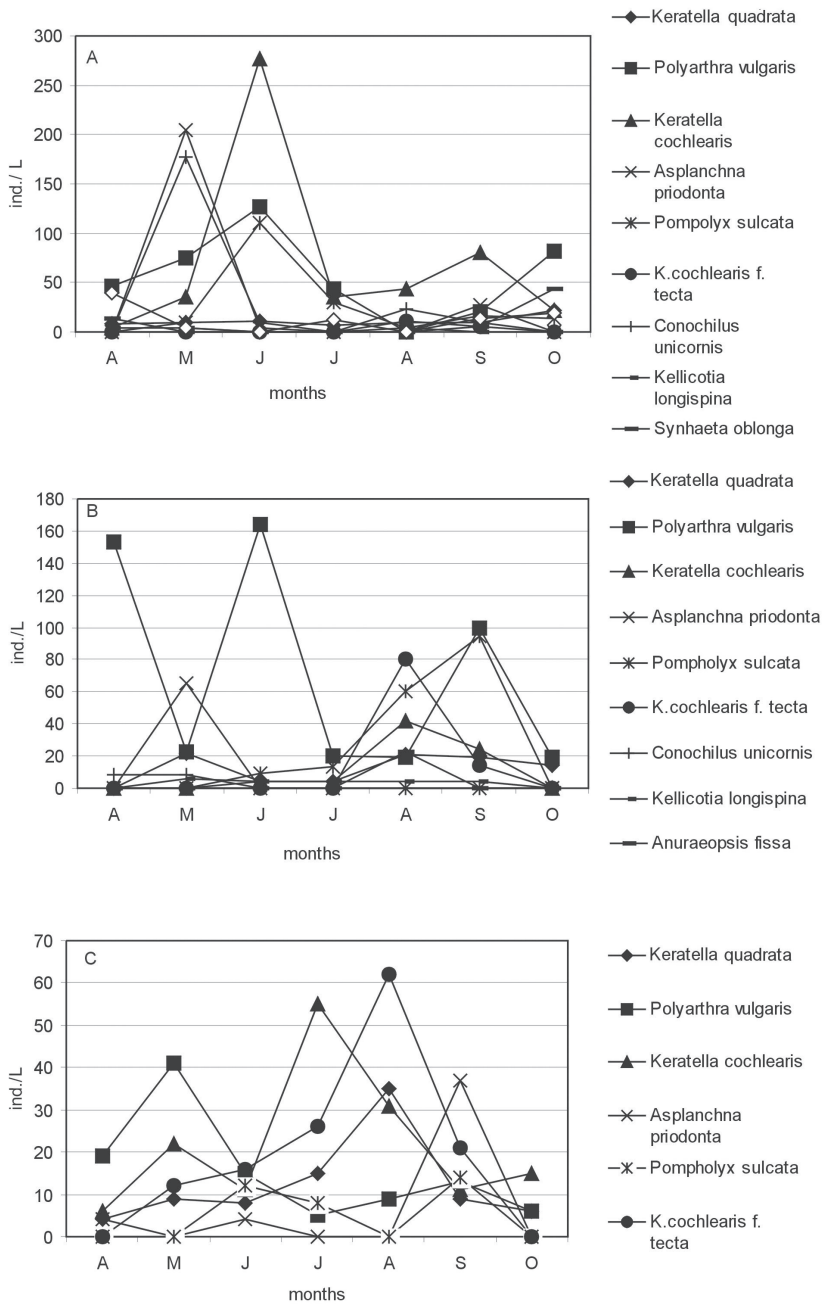 A
300
250
200
150
100
50
0
ind./ L
A M J J A S O
months
Keratella quadrata
Polyarthra vulgaris
Keratella
cochlearis
Asplanchna
priodonta
Pompolyx sulcata
K.cochlearis f.
tecta
Conochilus
unicornis
Kellicotia
longispina
Synhaeta oblonga
B
180
160
140
120
100
80
60
40
20
0
ind./L
A M J J A S O
months
Keratella quadrata
Polyarthra vulgaris
Keratella cochlearis
Asplanchna priodonta
Pompholyx sulcata
K.cochlearis f. tecta
Conochilus unicornis
Kellicotia longispina
Anuraeopsis fissa
C
70
60
50
40
30
20
10
0
ind./L
A M J J A S O
months
Keratella quadrata
Polyarthra vulgaris
Keratella cochlearis
Asplanchna
priodonta
Pompholyx sulcata
K.cochlearis f.
tecta